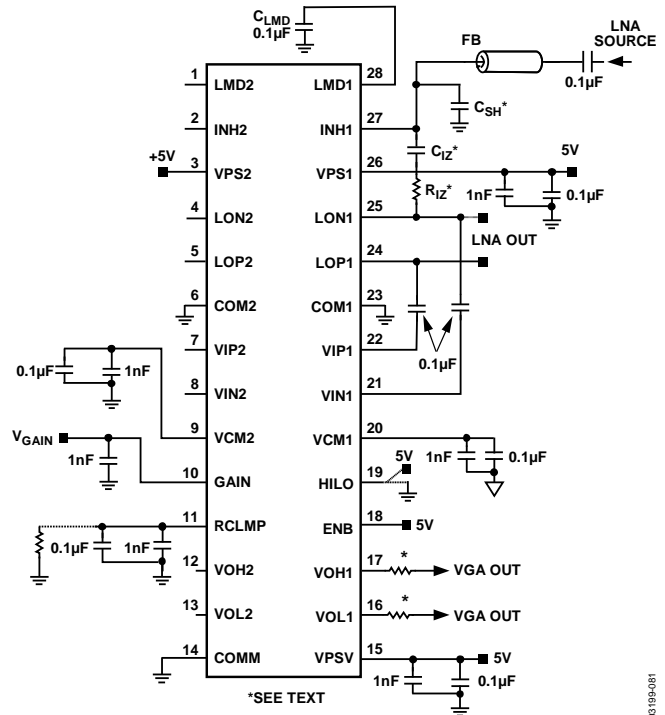 CLMD
0.1µF
FB
LNA
SOURCE
0.1µF
1
LMD2
LMD1
28
CSH*
2
INH2
INH1
27
CIZ*
+5V
3
VPS2
VPS1
26
5V
RIZ*
1nF
0.1µF
4
LON2
LON1
25
LNA OUT
5
LOP2
LOP1
24
6
COM2
COM1
23
7
VIP2
VIP1
22
0.1µF
0.1µF
1nF
8
VIN2
VIN1
21
9
VCM2
VCM1
20
VGAIN
1nF
1nF
0.1µF
5V
10
GAIN
HILO
19
11
RCLMP
ENB
18
5V
0.1µF
1nF
12
VOH2
VOH1
17
*
VGA OUT
13
VOL2
VOL1
16
*
VGA OUT
14
COMM
VPSV
15
5V
1nF
0.1µF
*SEE TEXT
03199-081